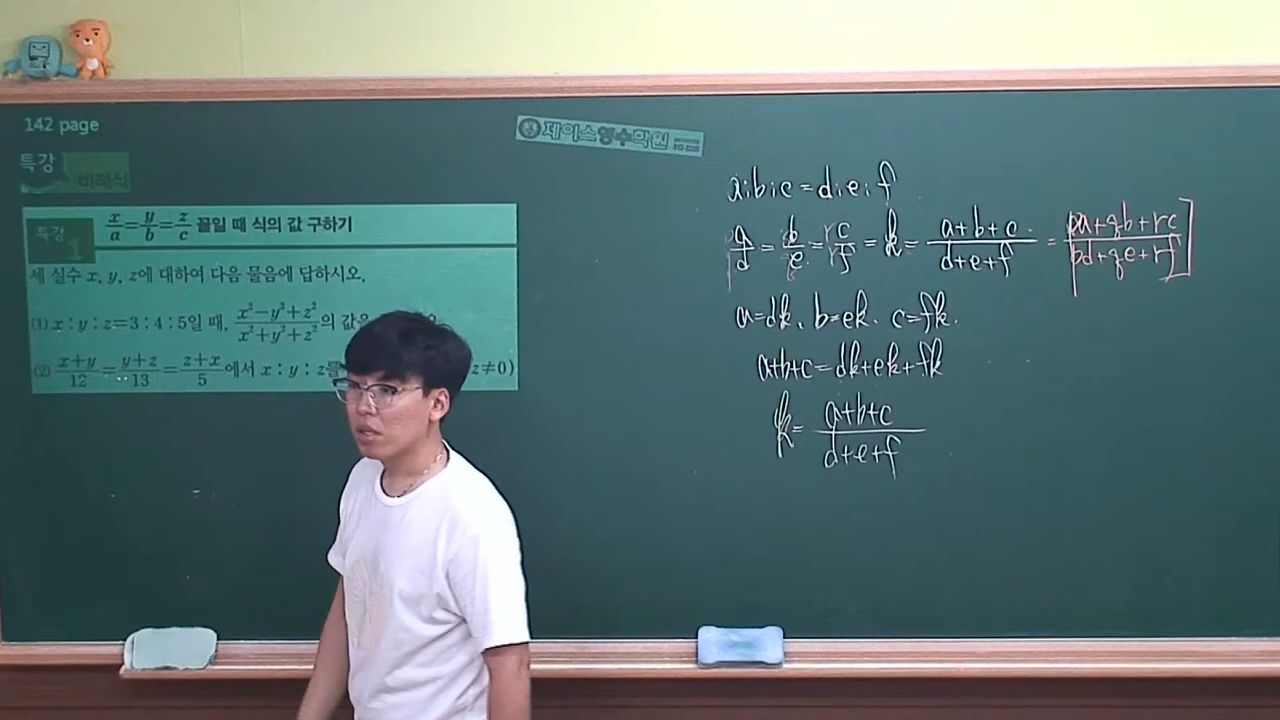 142 page
특강
비례식
제이스영수학원
특강 1
x/a = y/b = z/c 꼴일 때 식의 값 구하기
세 실수 x, y, z에 대하여 다음 물음에 답하시오.
(1) x : y : z=3 : 4 : 5일 때, (x²−y²+z²)/(x²+y²+z²)의 값을
(2) (x+y)/12 = (y+z)/13 = (z+x)/5 에서 x : y : z를 z≠0)
a:b:c = d:e:f
a/d = b/e = rc/rf = k = (a+b+c)/(d+e+f) = (pa+qb+rc)/(pd+qe+rf)
a=dk, b=ek, c=fk.
a+b+c=dk+ek+fk
k= (a+b+c)/(d+e+f)